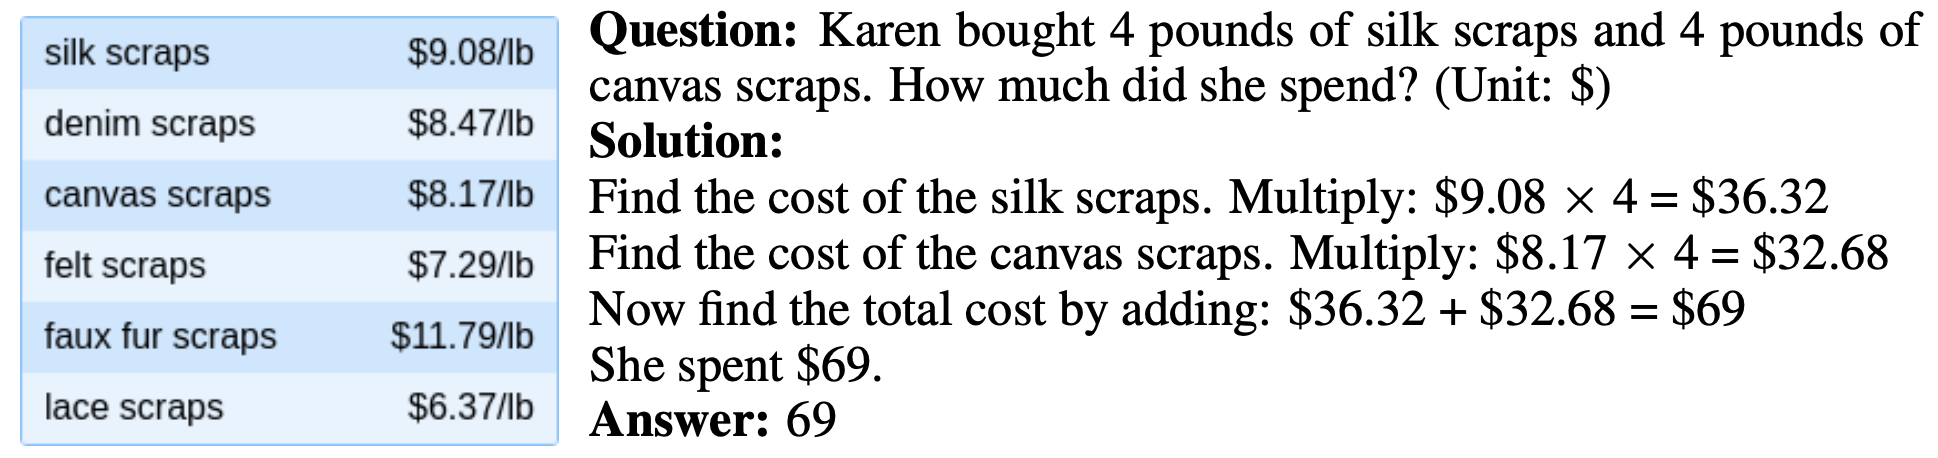 silk scraps $9.08/lb
denim scraps $8.47/lb
canvas scraps $8.17/lb
felt scraps $7.29/lb
faux fur scraps $11.79/lb
lace scraps $6.37/lb
Question: Karen bought 4 pounds of silk scraps and 4 pounds of
canvas scraps. How much did she spend? (Unit: $)
Solution:
Find the cost of the silk scraps. Multiply: $9.08 × 4 = $36.32
Find the cost of the canvas scraps. Multiply: $8.17 × 4 = $32.68
Now find the total cost by adding: $36.32 + $32.68 = $69
She spent $69.
Answer: 69